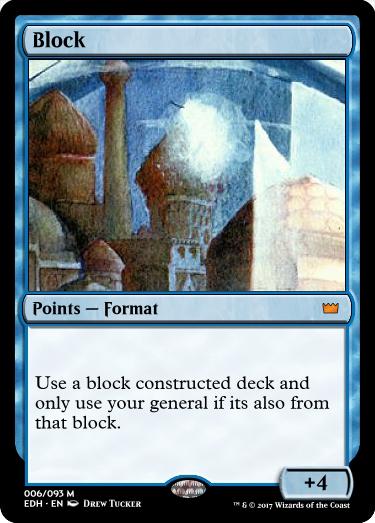 Block
Points — Format
Use a block constructed deck and
only use your general if its also from
that block.
+4
006/093 M
EDH • EN Drew Tucker
™ & © 2017 Wizards of the Coast